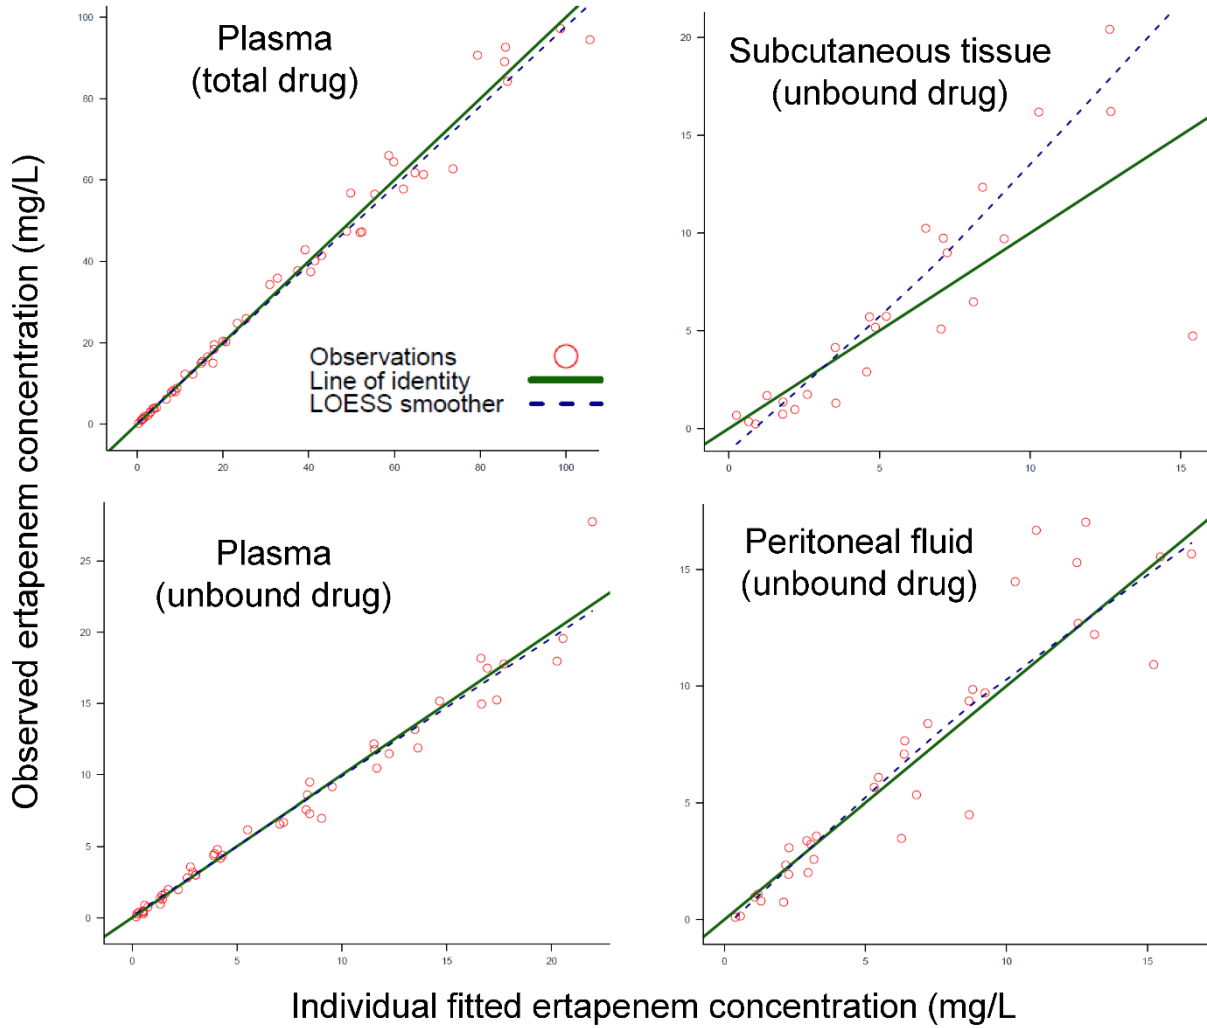 Observed ertapenem concentration (mg/L)
Plasma
(total drug)
Observations
Line of identity
LOESS smoother
100
80
60
40
20
0
0 20 40 60 80 100
Subcutaneous tissue
(unbound drug)
20
15
10
5
0
0 5 10 15
Plasma
(unbound drug)
25
20
15
10
5
0
0 5 10 15 20
Peritoneal fluid
(unbound drug)
15
10
5
0
0 5 10 15
Individual fitted ertapenem concentration (mg/L